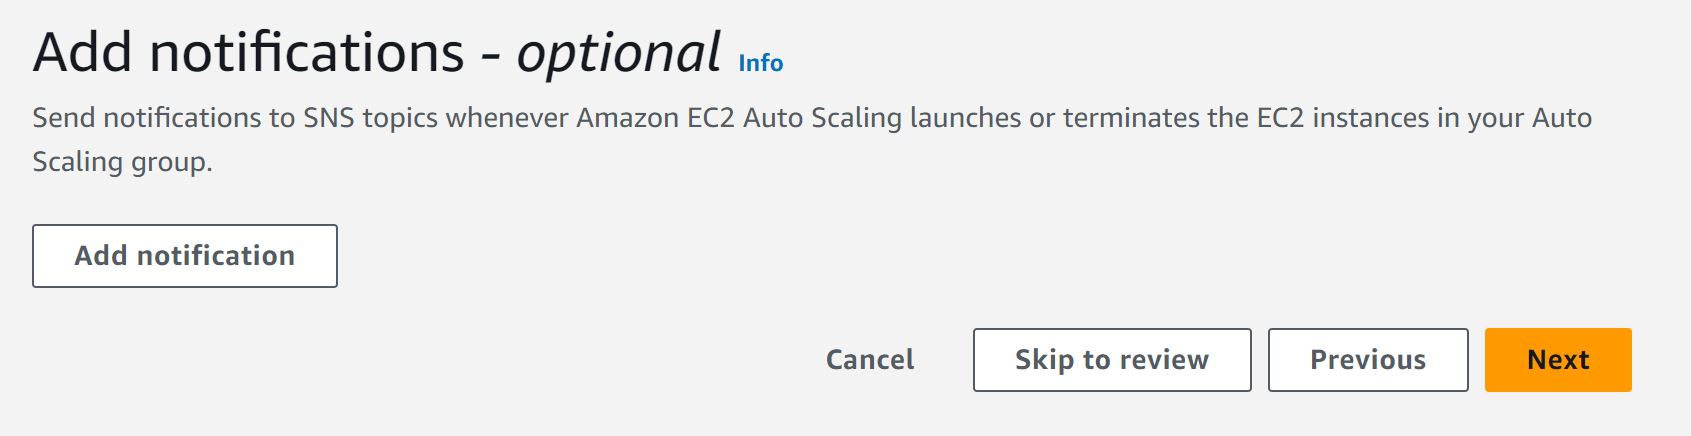 Add notifications - optional Info
Send notifications to SNS topics whenever Amazon EC2 Auto Scaling launches or terminates the EC2 instances in your Auto
Scaling group.
Add notification
Cancel Skip to review Previous Next